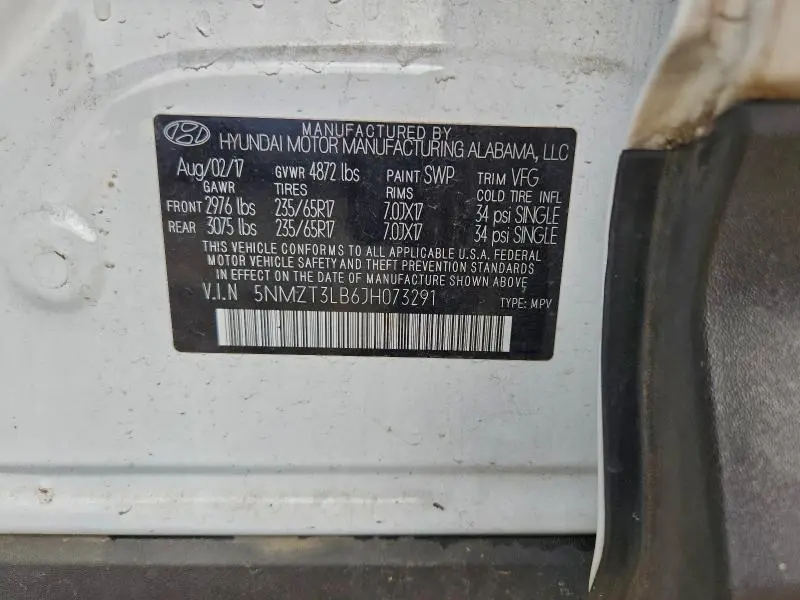 MANUFACTURED BY
HYUNDAI MOTOR MANUFACTURING ALABAMA, LLC
Aug/02/17 GVWR 4872 lbs PAINT SWP TRIM VFG
GAWR TIRES RIMS COLD TIRE INFL
FRONT 2976 lbs 235/65R17 7.0JX17 34 psi SINGLE
REAR 3075 lbs 235/65R17 7.0JX17 34 psi SINGLE
THIS VEHICLE CONFORMS TO ALL APPLICABLE U.S.A. FEDERAL
MOTOR VEHICLE SAFETY AND THEFT PREVENTION STANDARDS
IN EFFECT ON THE DATE OF MANUFACTURE SHOWN ABOVE.
V.I.N 5NMZT3LB6JH073291 TYPE: MPV